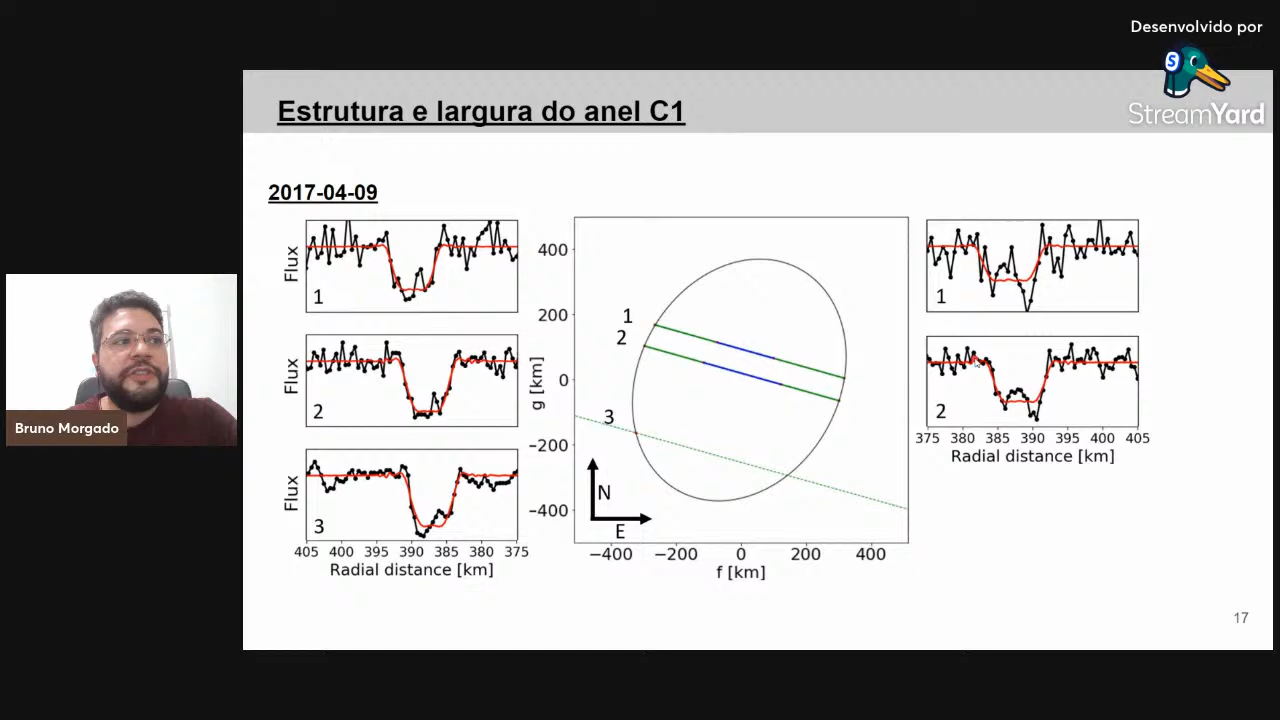 Desenvolvido por
S
StreamYard
Estrutura e largura do anel C1
2017-04-09
Flux
1
Flux
2
Flux
3
405 400 395 390 385 380 375
Radial distance [km]
g [km]
400
200
0
−200
−400
1
2
3
N
E
−400 −200 0 200 400
f [km]
1
2
375 380 385 390 395 400 405
Radial distance [km]
Bruno Morgado
17